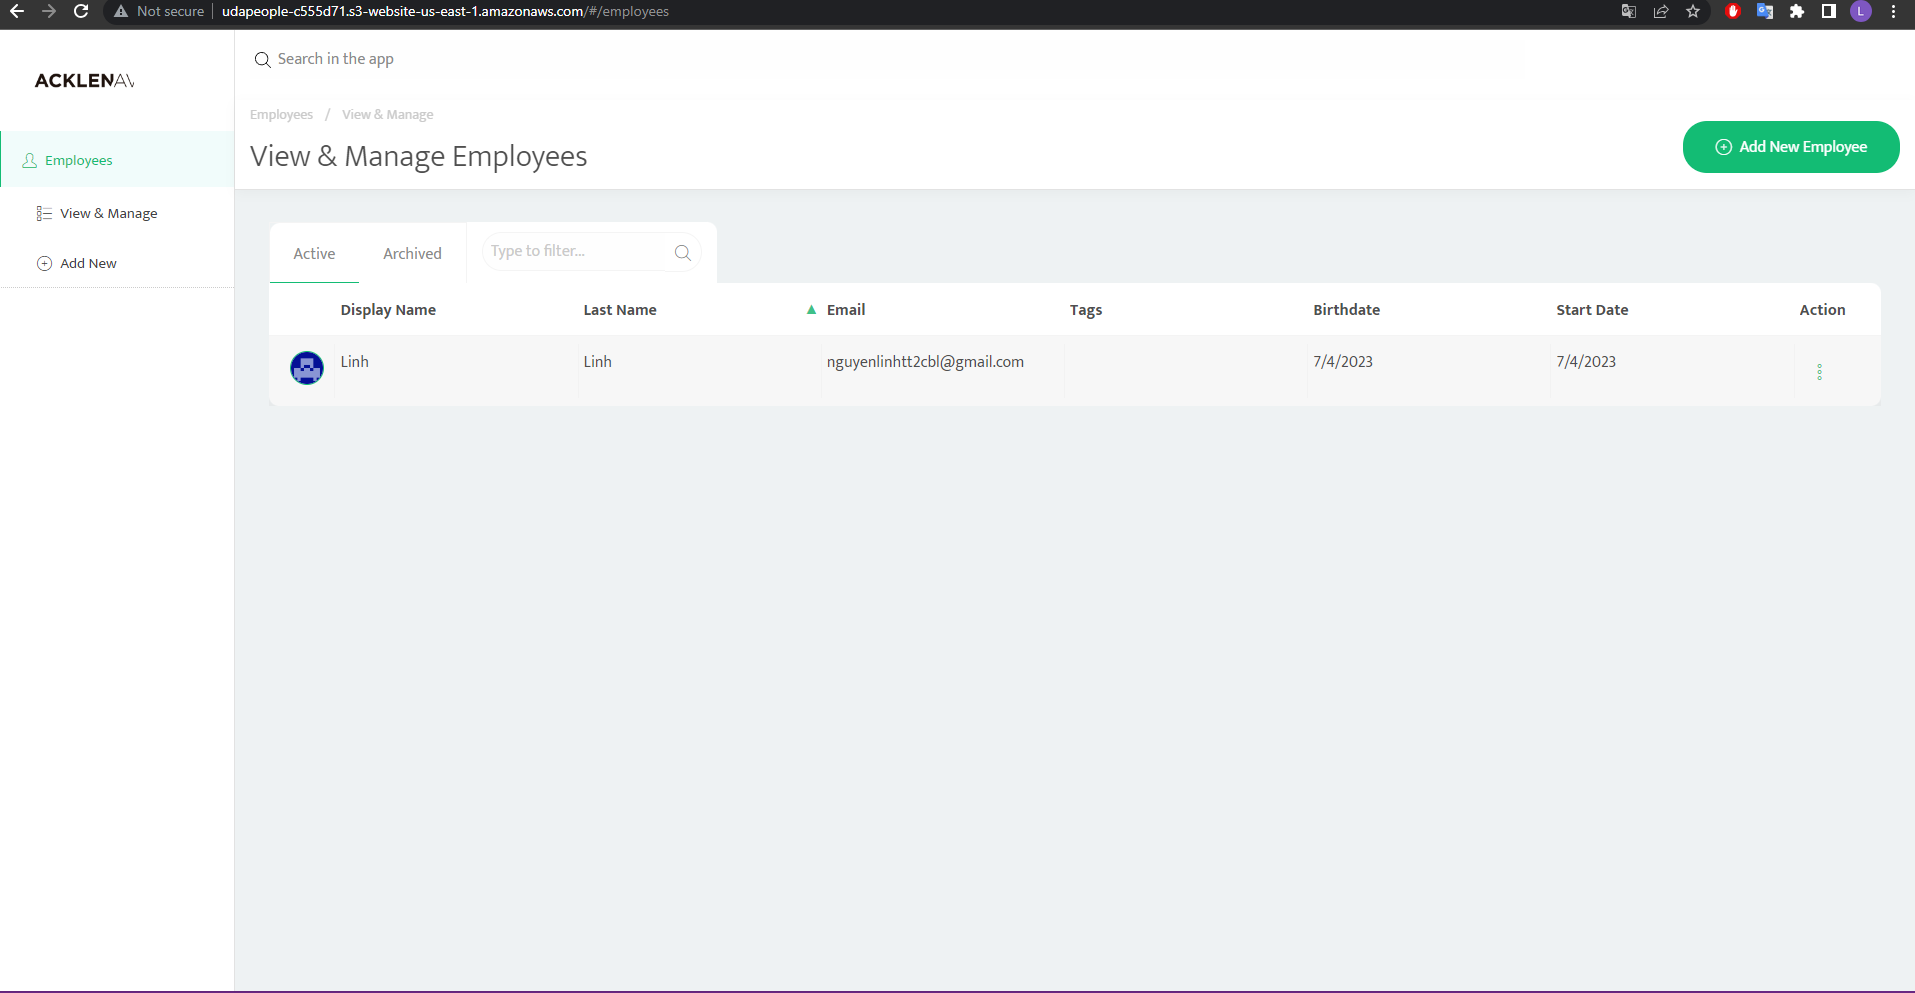 Not secure udapeople-c555d71.s3-website-us-east-1.amazonaws.com/#/employees
L
ACKLENAV
Search in the app
Employees / View & Manage
View & Manage Employees
Add New Employee
Employees
View & Manage
Add New
Active Archived Type to filter...
Display Name Last Name Email Tags Birthdate Start Date Action
Linh Linh nguyenlinhtt2cbl@gmail.com 7/4/2023 7/4/2023